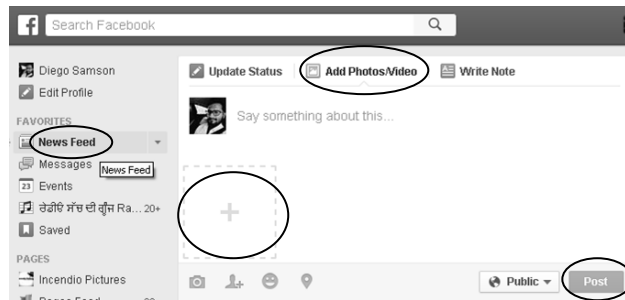 f Search Facebook
Diego Samson
Edit Profile
FAVORITES
News Feed
Messages
News Feed
23 Events
ਰੇਡੀਓ ਸੱਚ ਦੀ ਗੂੰਜ Ra... 20+
Saved
PAGES
Incendio Pictures
Update Status
Add Photos/Video
Write Note
Say something about this...
+
Public
Post